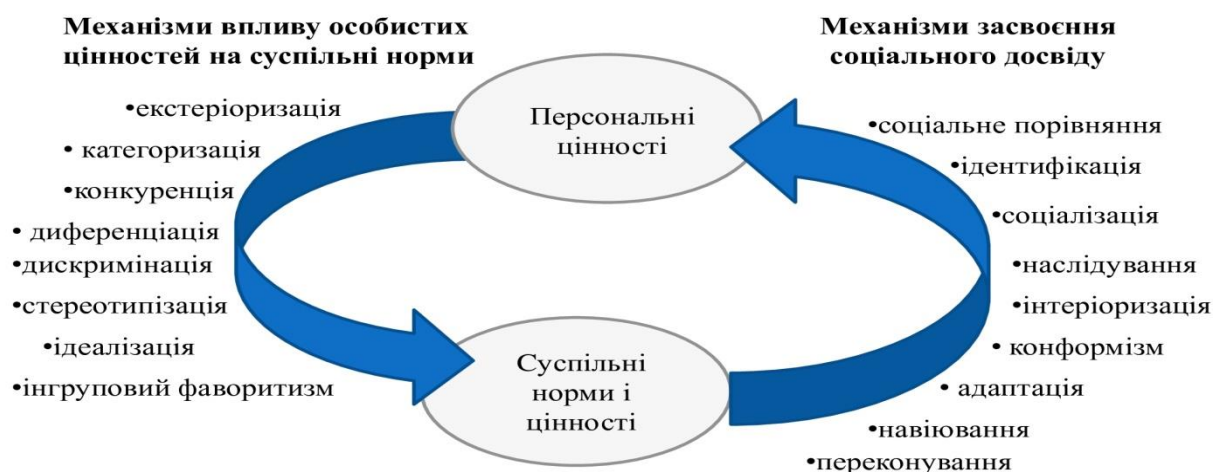 Механізми впливу особистих
цінностей на суспільні норми
•екстеріоризація
• категоризація
•конкуренція
• диференціація
•дискримінація
•стереотипізація
•ідеалізація
•інгруповий фаворитизм
Персональні
цінності
Суспільні
норми і
цінності
Механізми засвоєння
соціального досвіду
•соціальне порівняння
•ідентифікація
•соціалізація
•наслідування
•інтеріоризація
• конформізм
• адаптація
•навіювання
•переконування